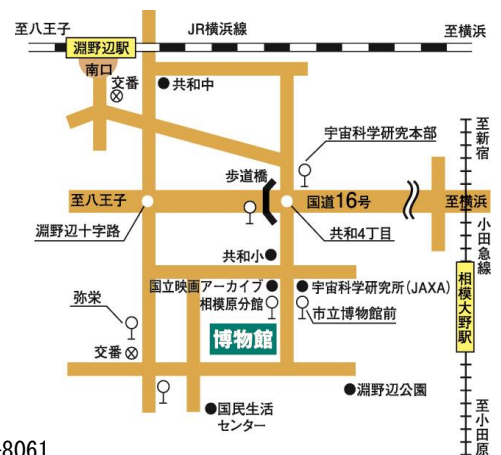 至八王子
JR横浜線
至横浜
淵野辺駅
南口
交番
共和中
至新宿
宇宙科学研究本部
歩道橋
至八王子
国道16号
至横浜
淵野辺十字路
共和4丁目
小田急線
共和小
国立映画アーカイブ
相模原分館
宇宙科学研究所(JAXA)
市立博物館前
相模大野駅
弥栄
博物館
交番
淵野辺公園
国民生活
センター
至小田原
-8061